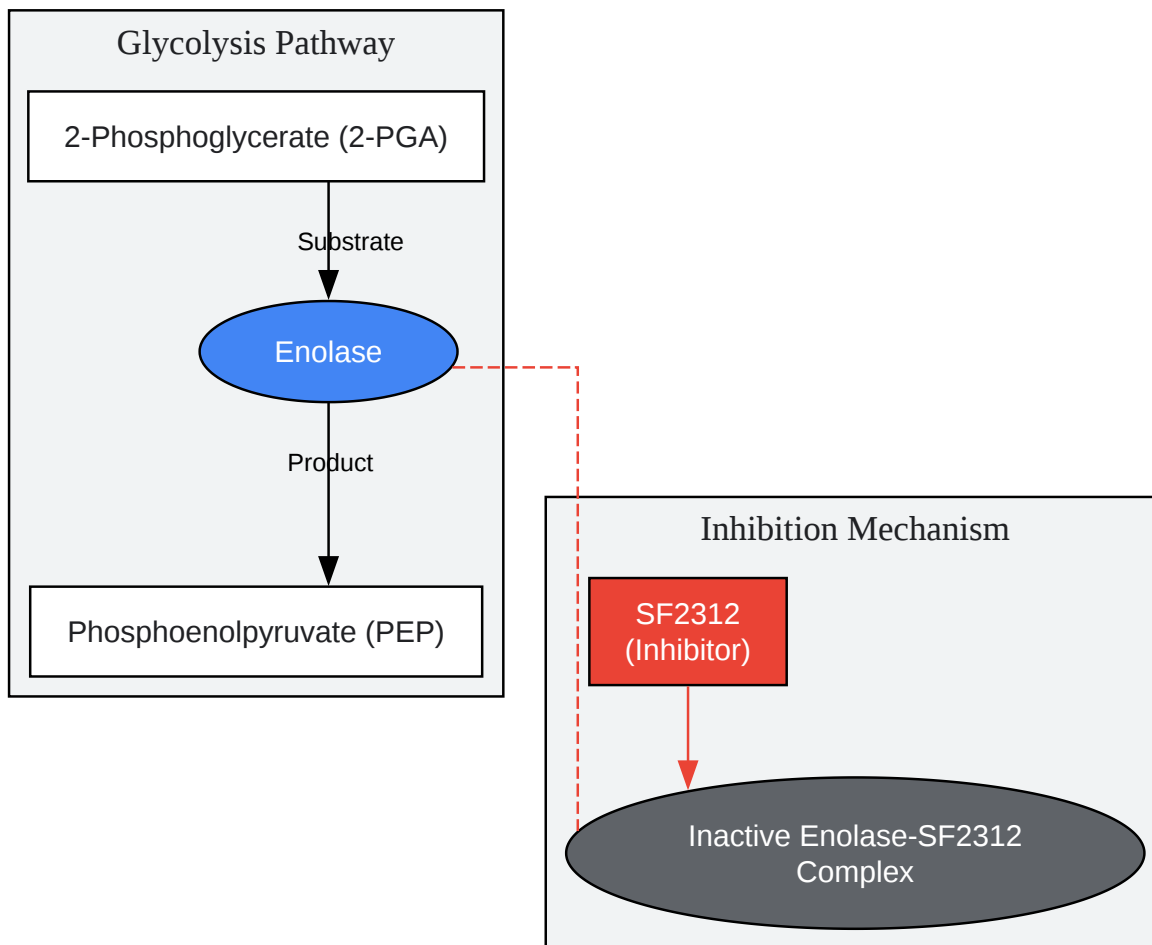 Glycolysis Pathway
2-Phosphoglycerate (2-PGA)
Substrate
Enolase
Product
Phosphoenolpyruvate (PEP)
Inhibition Mechanism
SF2312
(Inhibitor)
Inactive Enolase-SF2312
Complex